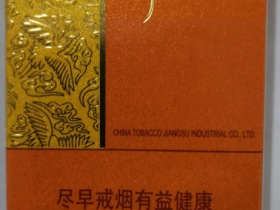 CHINA TOBACCO JIANGSU INDUSTRIAL CO., LTD.
尽早戒烟有益健康